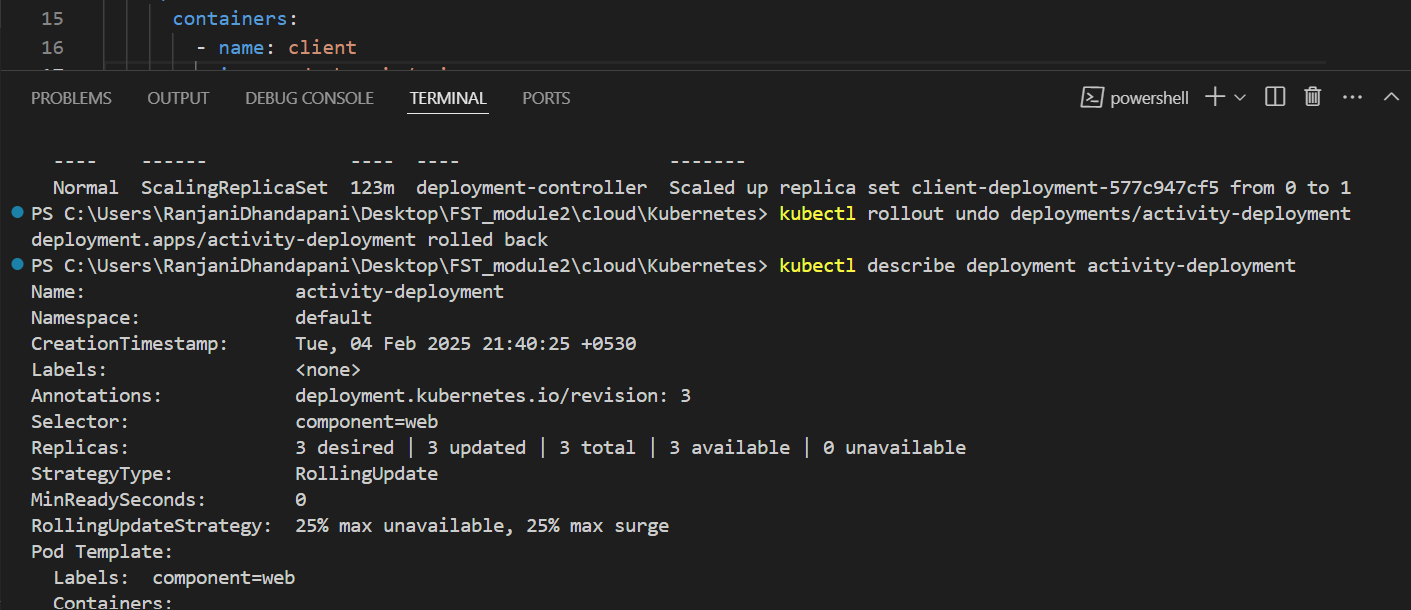 15 containers:
16 - name: client
PROBLEMS OUTPUT DEBUG CONSOLE TERMINAL PORTS powershell
---- ------ ---- ---- -------
Normal ScalingReplicaSet 123m deployment-controller Scaled up replica set client-deployment-577c947cf5 from 0 to 1
PS C:\Users\RanjaniDhandapani\Desktop\FST_module2\cloud\Kubernetes> kubectl rollout undo deployments/activity-deployment
deployment.apps/activity-deployment rolled back
PS C:\Users\RanjaniDhandapani\Desktop\FST_module2\cloud\Kubernetes> kubectl describe deployment activity-deployment
Name: activity-deployment
Namespace: default
CreationTimestamp: Tue, 04 Feb 2025 21:40:25 +0530
Labels: <none>
Annotations: deployment.kubernetes.io/revision: 3
Selector: component=web
Replicas: 3 desired | 3 updated | 3 total | 3 available | 0 unavailable
StrategyType: RollingUpdate
MinReadySeconds: 0
RollingUpdateStrategy: 25% max unavailable, 25% max surge
Pod Template:
Labels: component=web
Containers: